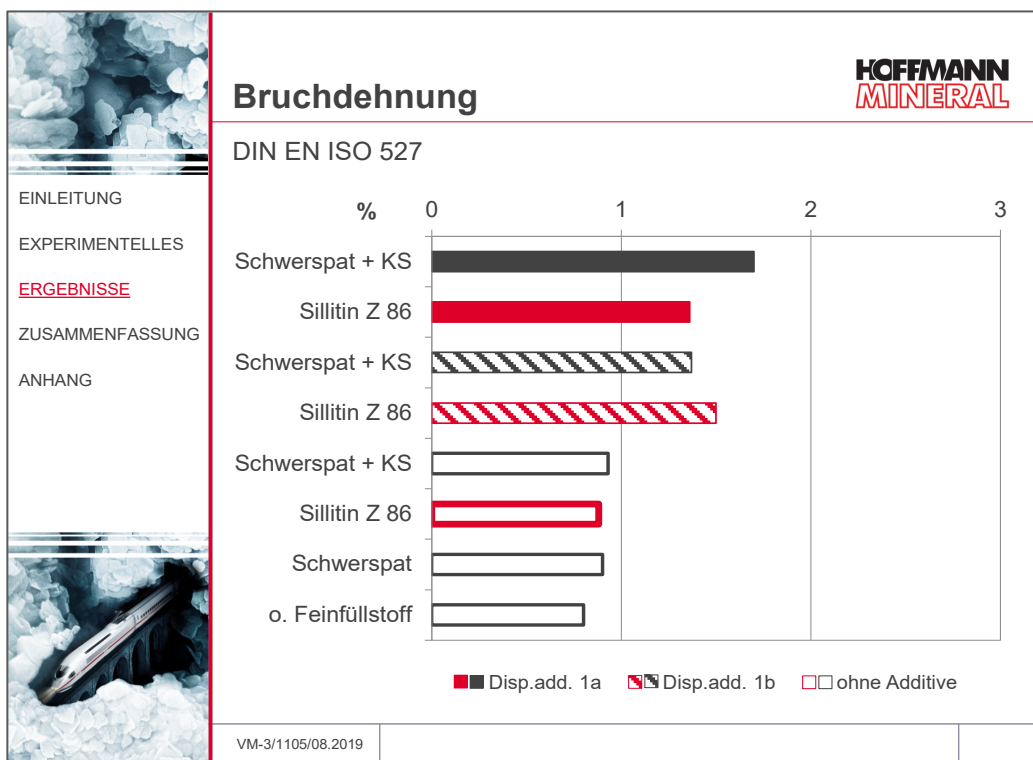 Bruchdehnung
HOFFMANN
MINERAL
DIN EN ISO 527
EINLEITUNG
EXPERIMENTELLES
ERGEBNISSE
ZUSAMMENFASSUNG
ANHANG
% 0 1 2 3
Schwerspat + KS
Sillitin Z 86
Schwerspat + KS
Sillitin Z 86
Schwerspat + KS
Sillitin Z 86
Schwerspat
o. Feinfüllstoff
Disp.add. 1a Disp.add. 1b ohne Additive
VM-3/1105/08.2019